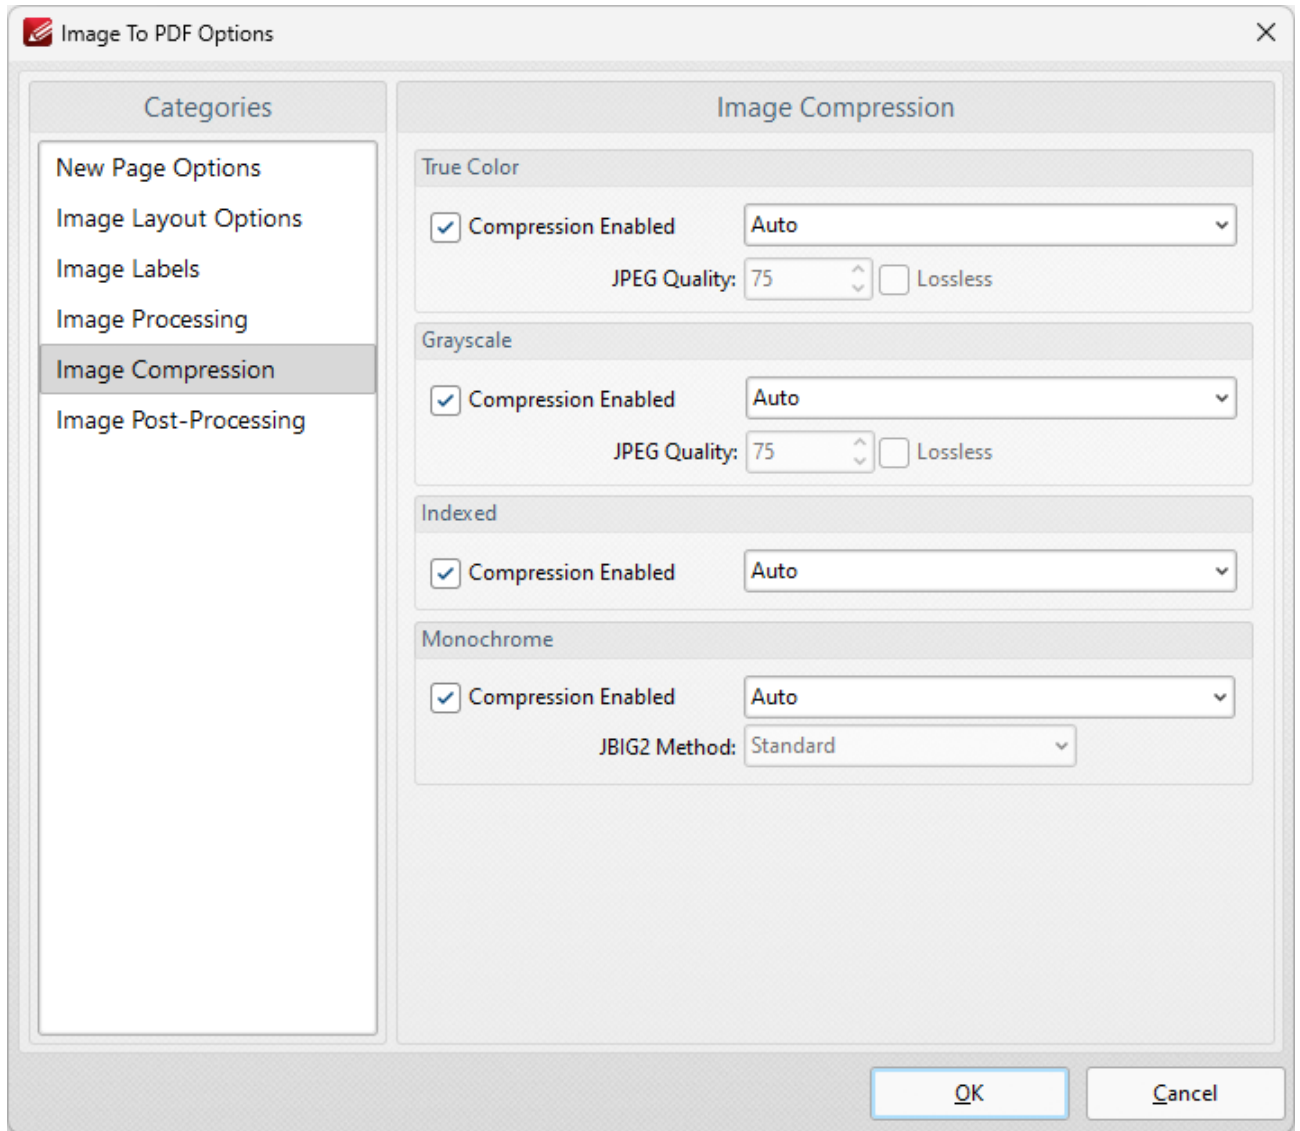 Image To PDF Options
Categories
New Page Options
Image Layout Options
Image Labels
Image Processing
Image Compression
Image Post-Processing
Image Compression
True Color
Compression Enabled Auto
JPEG Quality: 75 Lossless
Grayscale
Compression Enabled Auto
JPEG Quality: 75 Lossless
Indexed
Compression Enabled Auto
Monochrome
Compression Enabled Auto
JBIG2 Method: Standard
OK Cancel